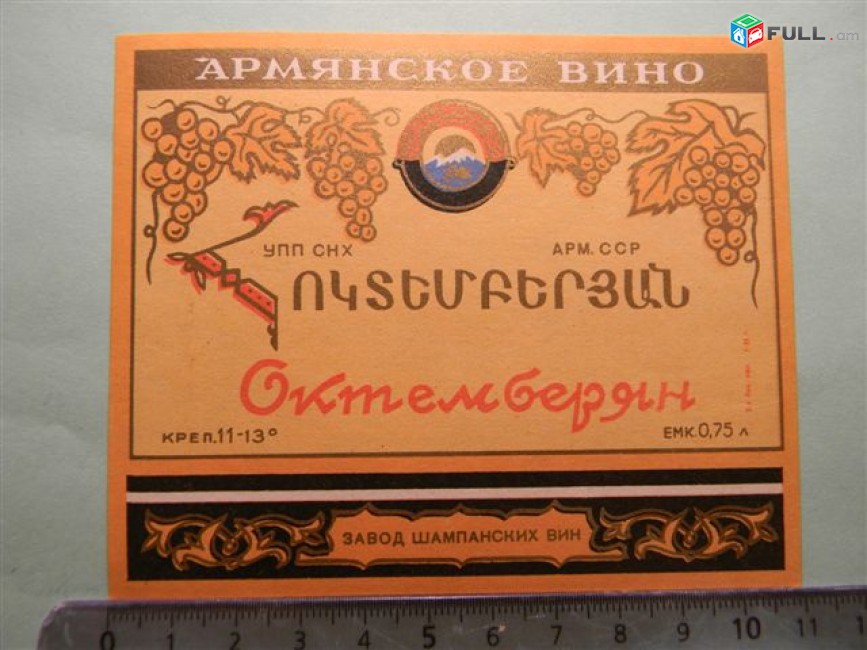 FULL.am
АРМЯНСКОЕ ВИНО
УПП СНХ АРМ. ССР
ՈԿՏԵՄԲԵՐՅԱՆ
Октемберян
КРЕП. 11-13° ЕМК. 0,75 л
ЗАВОД ШАМПАНСКИХ ВИН
0 1 2 3 4 5 6 7 8 9 10 11